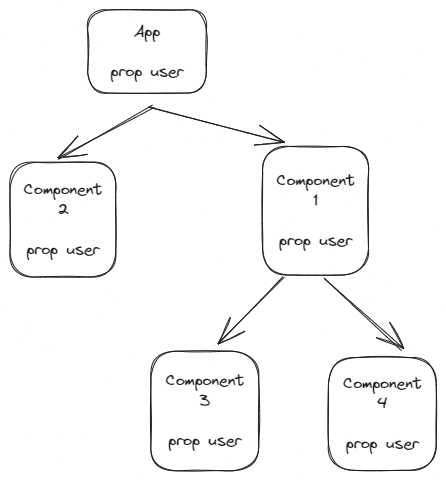 App
prop user
Component
2
prop user
Component
1
prop user
Component
3
prop user
Component
4
prop user